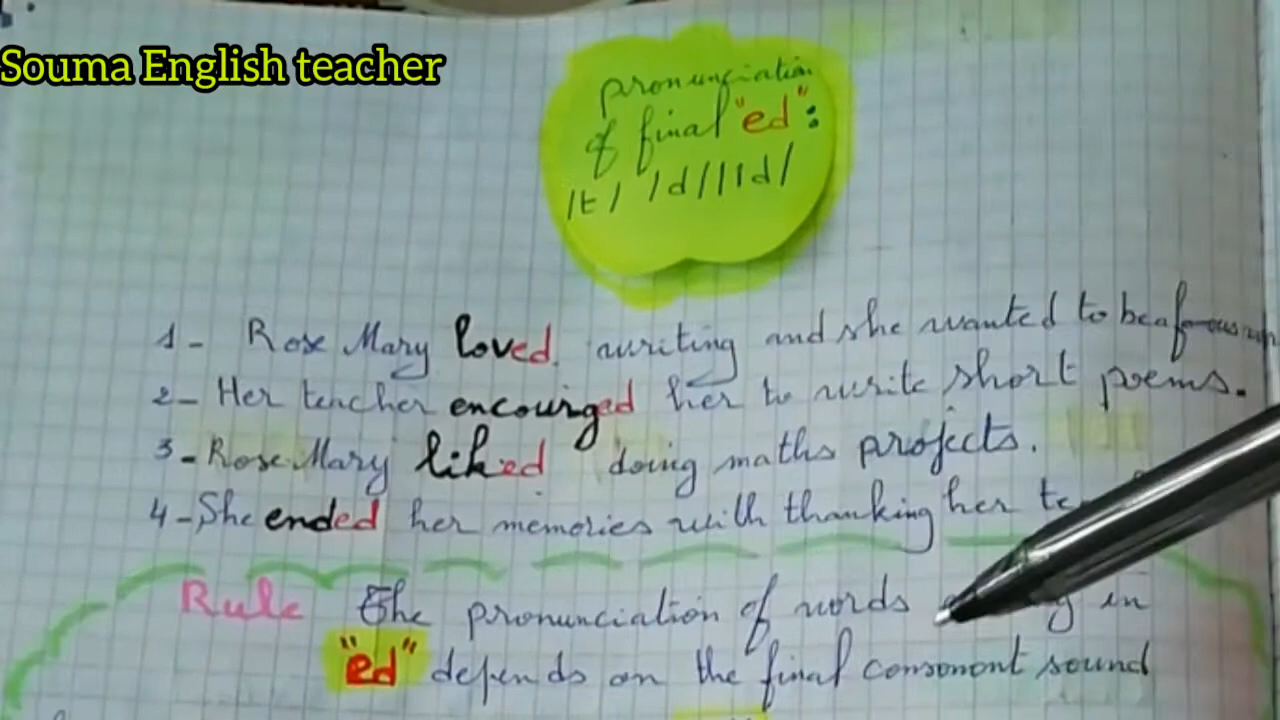 Souma English teacher
pronunciation
of final "ed":
/t/ /d/ /Id/
1- Rose Mary loved writing and she wanted to be a famous
2- Her teacher encourged her to write short poems.
3- Rose Mary liked doing maths projects.
4- She ended her memories with thanking her te
Rule The pronunciation of words in
"ed" depends on the final consonont sound